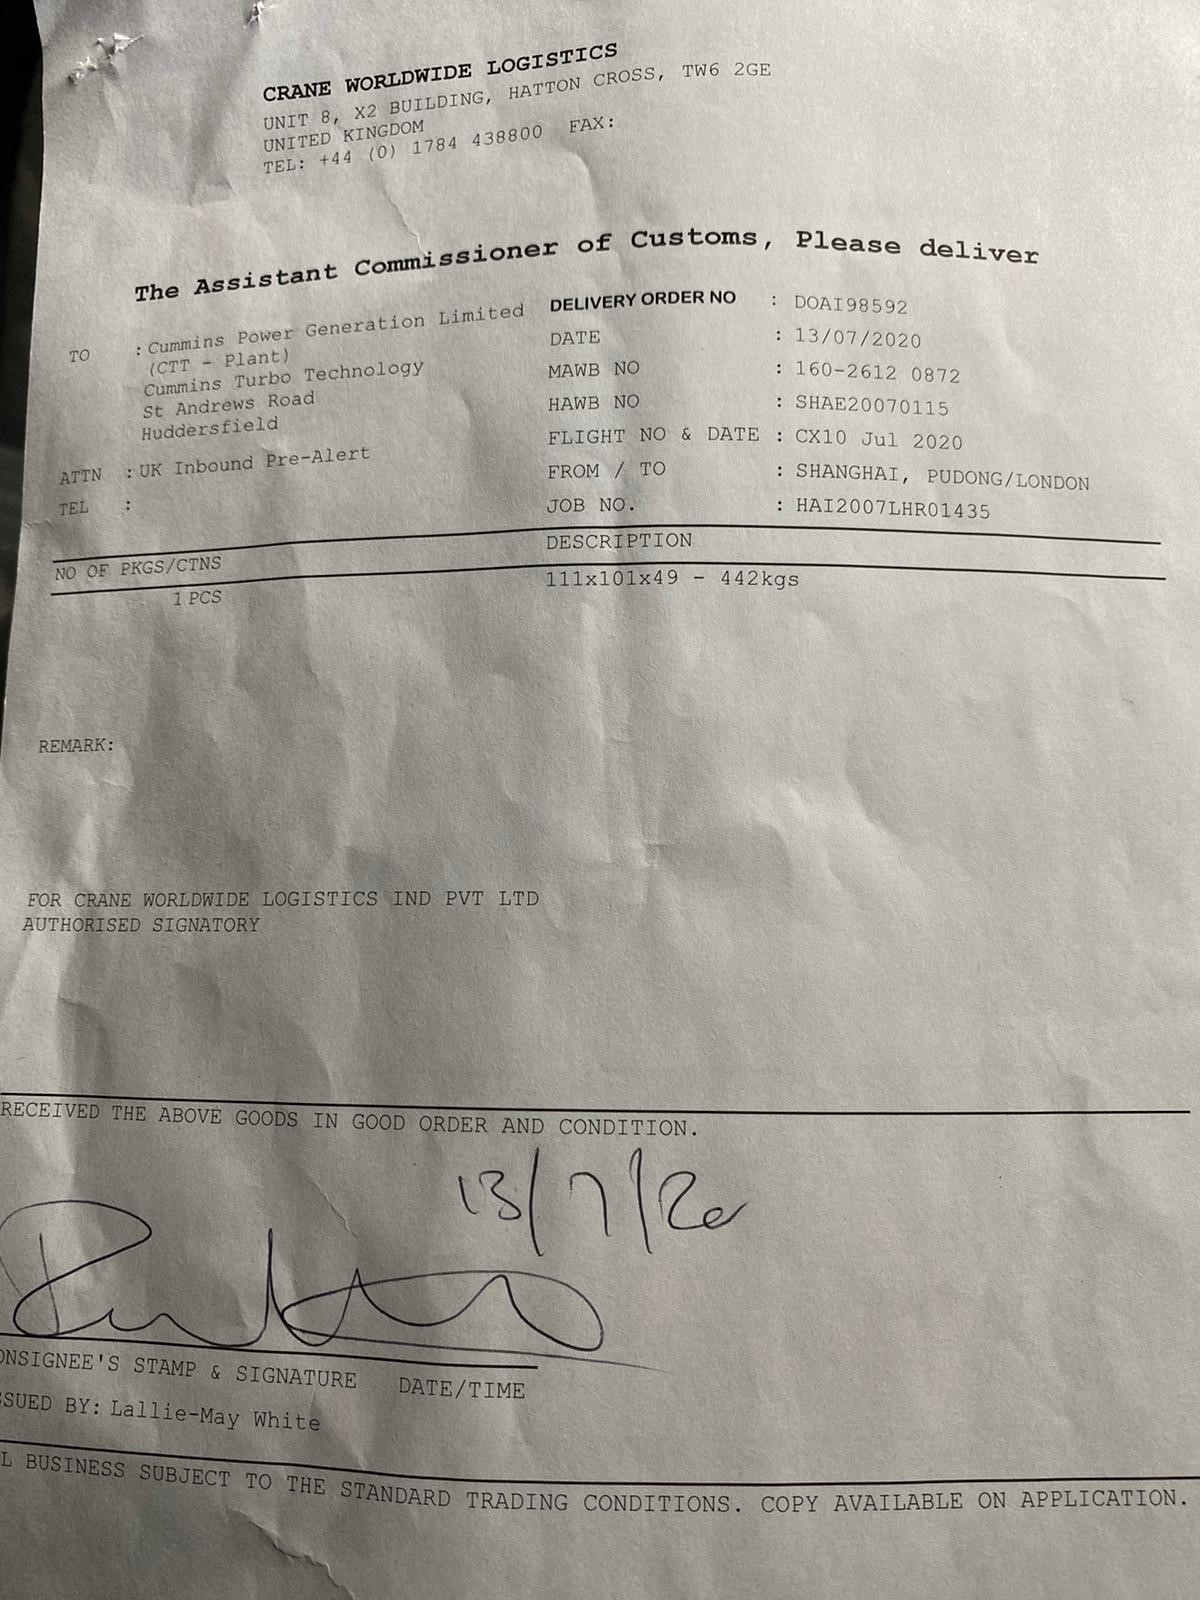 CRANE WORLDWIDE LOGISTICS
UNIT 8, X2 BUILDING, HATTON CROSS, TW6 2GE
UNITED KINGDOM
TEL: +44 (0) 1784 438800 FAX:
The Assistant Commissioner of Customs, Please deliver
TO : Cummins Power Generation Limited
(CTT - Plant)
Cummins Turbo Technology
St Andrews Road
Huddersfield
ATTN : UK Inbound Pre-Alert
TEL :
DELIVERY ORDER NO : DOAI98592
DATE : 13/07/2020
MAWB NO : 160-2612 0872
HAWB NO : SHAE20070115
FLIGHT NO & DATE : CX10 Jul 2020
FROM / TO : SHANGHAI, PUDONG/LONDON
JOB NO. : HAI2007LHR01435
NO OF PKGS/CTNS DESCRIPTION
1 PCS 111x101x49 - 442kgs
REMARK:
FOR CRANE WORLDWIDE LOGISTICS IND PVT LTD
AUTHORISED SIGNATORY
RECEIVED THE ABOVE GOODS IN GOOD ORDER AND CONDITION.
13/7/20
ONSIGNEE'S STAMP & SIGNATURE DATE/TIME
SSUED BY: Lallie-May White
L BUSINESS SUBJECT TO THE STANDARD TRADING CONDITIONS. COPY AVAILABLE ON APPLICATION.